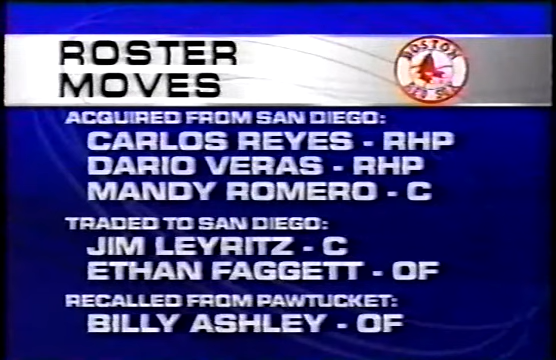 ROSTER
MOVES
BOSTON
RED SOX
ACQUIRED FROM SAN DIEGO:
CARLOS REYES - RHP
DARIO VERAS - RHP
MANDY ROMERO - C
TRADED TO SAN DIEGO:
JIM LEYRITZ - C
ETHAN FAGGETT - OF
RECALLED FROM PAWTUCKET:
BILLY ASHLEY - OF